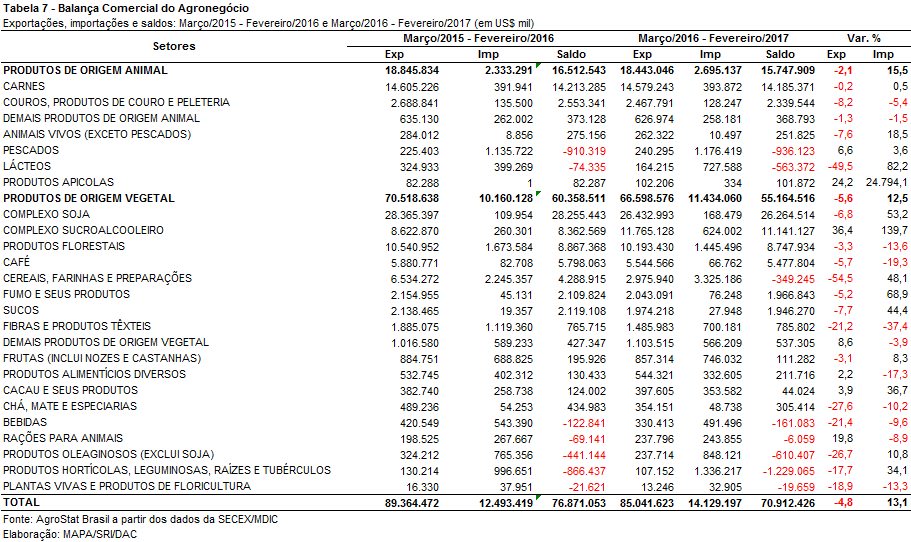 Tabela 7 - Balança Comercial do Agronegócio
Exportações, importações e saldos: Março/2015 - Fevereiro/2016 e Março/2016 - Fevereiro/2017 (em US$ mil)
Setores Março/2015 - Fevereiro/2016 Março/2016 - Fevereiro/2017 Var. %
Exp Imp Saldo Exp Imp Saldo Exp Imp
PRODUTOS DE ORIGEM ANIMAL 18.845.834 2.333.291 16.512.543 18.443.046 2.695.137 15.747.909 -2,1 15,5
CARNES 14.605.226 391.941 14.213.285 14.579.243 393.872 14.185.371 -0,2 0,5
COUROS, PRODUTOS DE COURO E PELETERIA 2.688.841 135.500 2.553.341 2.467.791 128.247 2.339.544 -8,2 -5,4
DEMAIS PRODUTOS DE ORIGEM ANIMAL 635.130 262.002 373.128 626.974 258.181 368.793 -1,3 -1,5
ANIMAIS VIVOS (EXCETO PESCADOS) 284.012 8.856 275.156 262.322 10.497 251.825 -7,6 18,5
PESCADOS 225.403 1.135.722 -910.319 240.295 1.176.419 -936.123 6,6 3,6
LÁCTEOS 324.933 399.269 -74.335 164.215 727.588 -563.372 -49,5 82,2
PRODUTOS APICOLAS 82.288 1 82.287 102.206 334 101.872 24,2 24.794,1
PRODUTOS DE ORIGEM VEGETAL 70.518.638 10.160.128 60.358.511 66.598.576 11.434.060 55.164.516 -5,6 12,5
COMPLEXO SOJA 28.365.397 109.954 28.255.443 26.432.993 168.479 26.264.514 -6,8 53,2
COMPLEXO SUCROALCOOLEIRO 8.622.870 260.301 8.362.569 11.765.128 624.002 11.141.127 36,4 139,7
PRODUTOS FLORESTAIS 10.540.952 1.673.584 8.867.368 10.193.430 1.445.496 8.747.934 -3,3 -13,6
CAFÉ 5.880.771 82.708 5.798.063 5.544.566 66.762 5.477.804 -5,7 -19,3
CEREAIS, FARINHAS E PREPARAÇÕES 6.534.272 2.245.357 4.288.915 2.975.940 3.325.186 -349.245 -54,5 48,1
FUMO E SEUS PRODUTOS 2.154.955 45.131 2.109.824 2.043.091 76.248 1.966.843 -5,2 68,9
SUCOS 2.138.465 19.357 2.119.108 1.974.218 27.948 1.946.270 -7,7 44,4
FIBRAS E PRODUTOS TÊXTEIS 1.885.075 1.119.360 765.715 1.485.983 700.181 785.802 -21,2 -37,4
DEMAIS PRODUTOS DE ORIGEM VEGETAL 1.016.580 589.233 427.347 1.103.515 566.209 537.305 8,6 -3,9
FRUTAS (INCLUI NOZES E CASTANHAS) 884.751 688.825 195.926 857.314 746.032 111.282 -3,1 8,3
PRODUTOS ALIMENTÍCIOS DIVERSOS 532.745 402.312 130.433 544.321 332.605 211.716 2,2 -17,3
CACAU E SEUS PRODUTOS 382.740 258.738 124.002 397.605 353.582 44.024 3,9 36,7
CHÁ, MATE E ESPECIARIAS 489.236 54.253 434.983 354.151 48.738 305.414 -27,6 -10,2
BEBIDAS 420.549 543.390 -122.841 330.413 491.496 -161.083 -21,4 -9,6
RAÇÕES PARA ANIMAIS 198.525 267.667 -69.141 237.796 243.855 -6.059 19,8 -8,9
PRODUTOS OLEAGINOSOS (EXCLUI SOJA) 324.212 765.356 -441.144 237.714 848.121 -610.407 -26,7 10,8
PRODUTOS HORTÍCOLAS, LEGUMINOSAS, RAÍZES E TUBÉRCULOS 130.214 996.651 -866.437 107.152 1.336.217 -1.229.065 -17,7 34,1
PLANTAS VIVAS E PRODUTOS DE FLORICULTURA 16.330 37.951 -21.621 13.246 32.905 -19.659 -18,9 -13,3
TOTAL 89.364.472 12.493.419 76.871.053 85.041.623 14.129.197 70.912.426 -4,8 13,1
Fonte: AgroStat Brasil a partir dos dados da SECEX/MDIC
Elaboração: MAPA/SRI/DAC